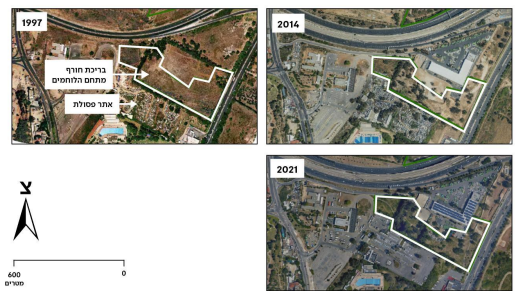 1997
בריכת חורף
מתחם הלוחמים
אתר פסולת
2014
2021
צ
600
0
מטרים